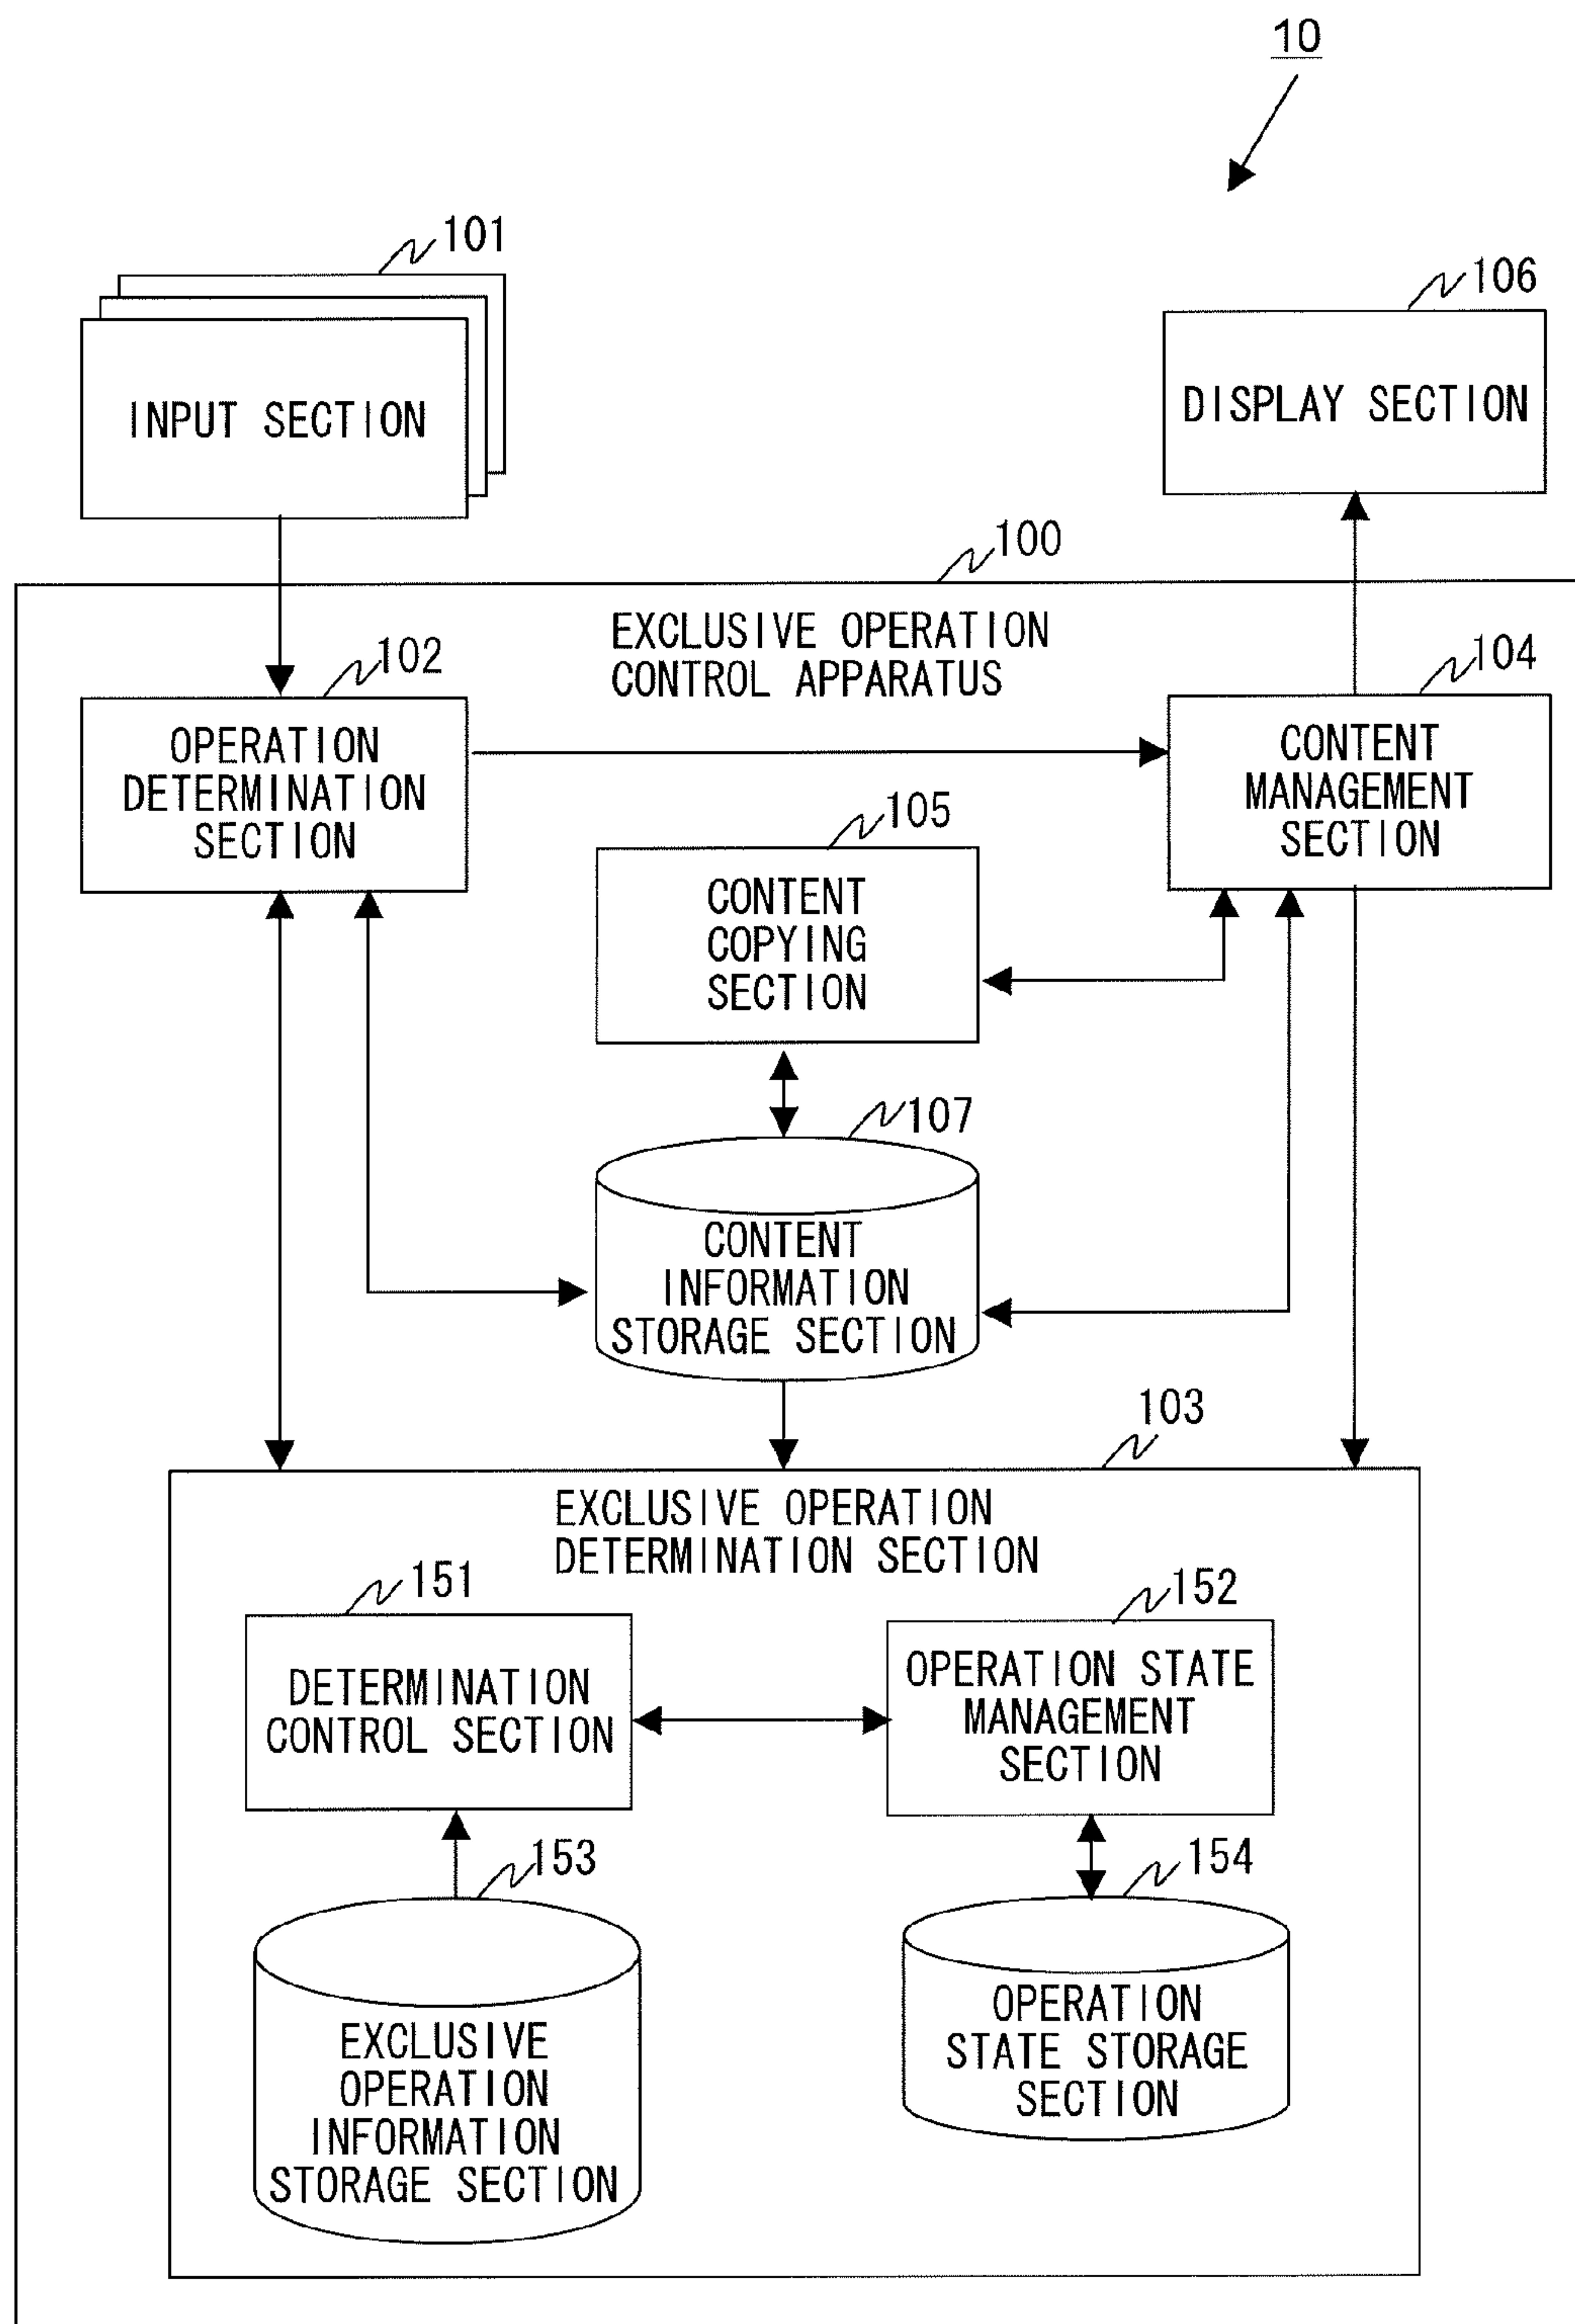 10
101
INPUT SECTION
106
DISPLAY SECTION
100
EXCLUSIVE OPERATION
CONTROL APPARATUS
102
OPERATION
DETERMINATION
SECTION
104
CONTENT
MANAGEMENT
SECTION
105
CONTENT
COPYING
SECTION
107
CONTENT
INFORMATION
STORAGE SECTION
103
EXCLUSIVE OPERATION
DETERMINATION SECTION
151
DETERMINATION
CONTROL SECTION
152
OPERATION STATE
MANAGEMENT
SECTION
153
EXCLUSIVE
OPERATION
INFORMATION
STORAGE SECTION
154
OPERATION
STATE STORAGE
SECTION